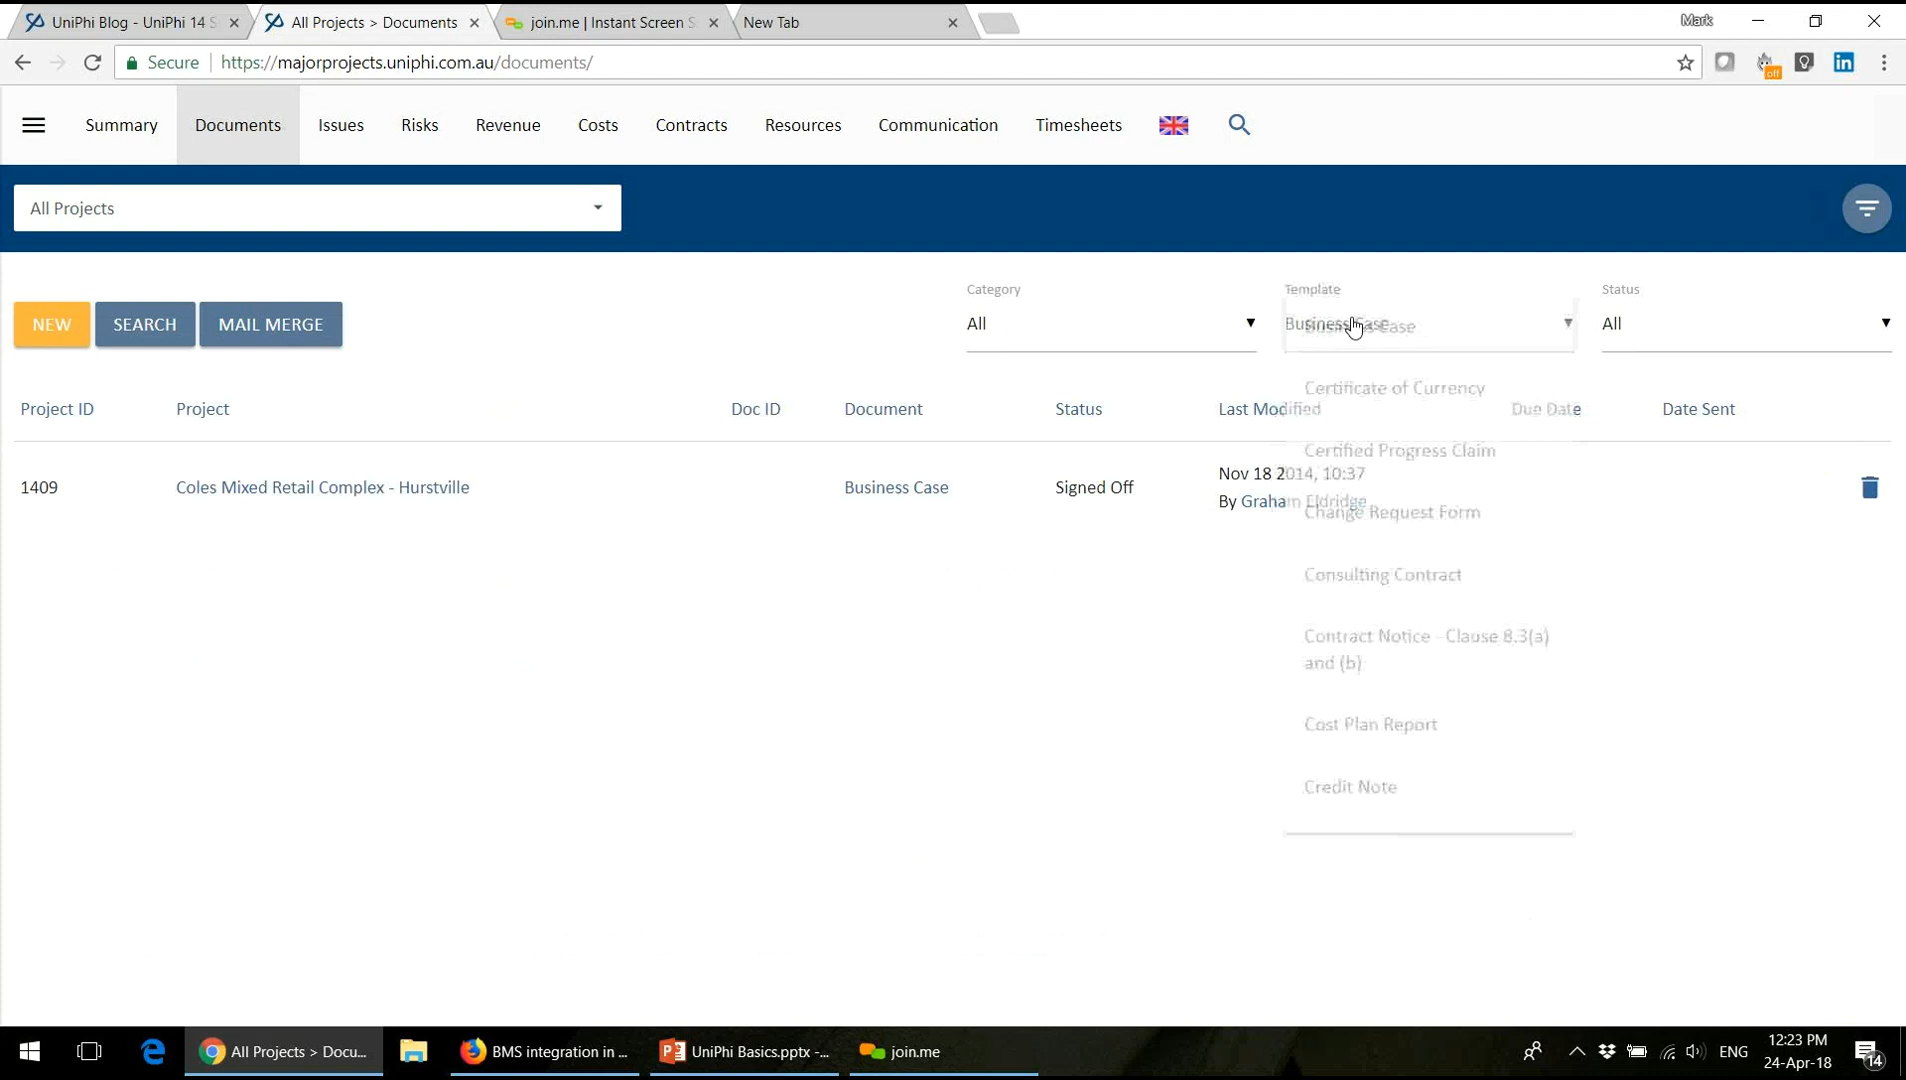 UniPhi Blog - UniPhi 14 S
All Projects > Documents
join.me | Instant Screen S
New Tab
Mark
Secure
https://majorprojects.uniphi.com.au/documents/
off
in
Summary
Documents
Issues
Risks
Revenue
Costs
Contracts
Resources
Communication
Timesheets
All Projects
NEW
SEARCH
MAIL MERGE
Category
All
Template
Business Case
Status
All
Business Case
Certificate of Currency
Certified Progress Claim
Change Request Form
Consulting Contract
Contract Notice - Clause 8.3(a)
and (b)
Cost Plan Report
Credit Note
Project ID
Project
Doc ID
Document
Status
Last Modified
Due Date
Date Sent
1409
Coles Mixed Retail Complex - Hurstville
Business Case
Signed Off
Nov 18 2014, 10:37
By Graham Eldridge
All Projects > Docu...
BMS integration in ...
UniPhi Basics.pptx -...
join.me
ENG
12:23 PM
24-Apr-18
14